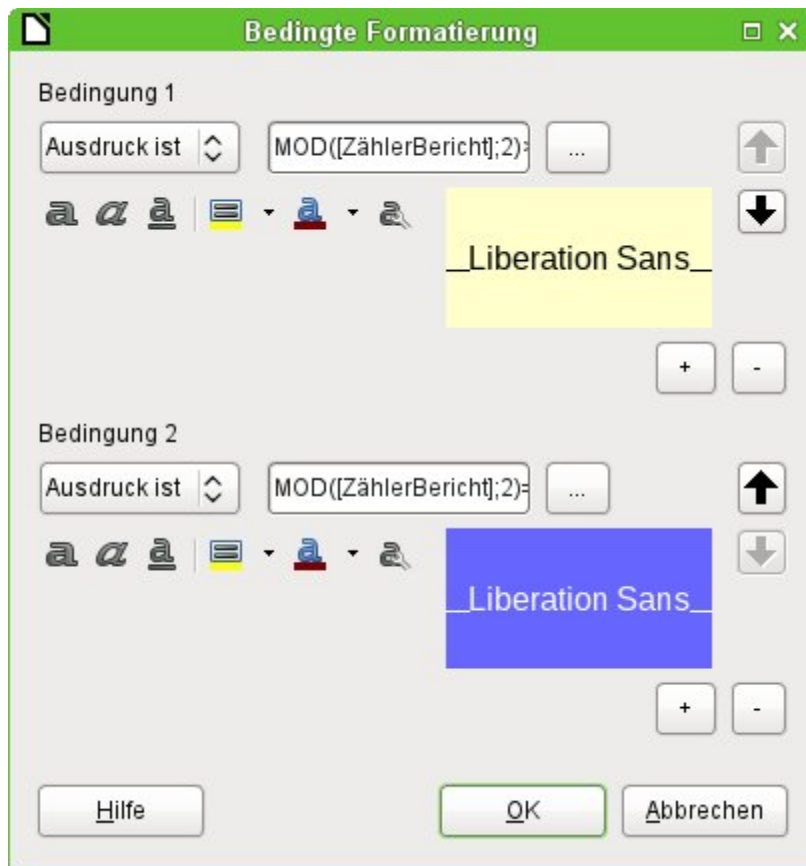 Bedingte Formatierung
Bedingung 1
Ausdruck ist MOD([ZählerBericht];2)> ...
a a a a a
_Liberation Sans_
+ -
Bedingung 2
Ausdruck ist MOD([ZählerBericht];2)= ...
a a a a a
_Liberation Sans_
+ -
Hilfe OK Abbrechen